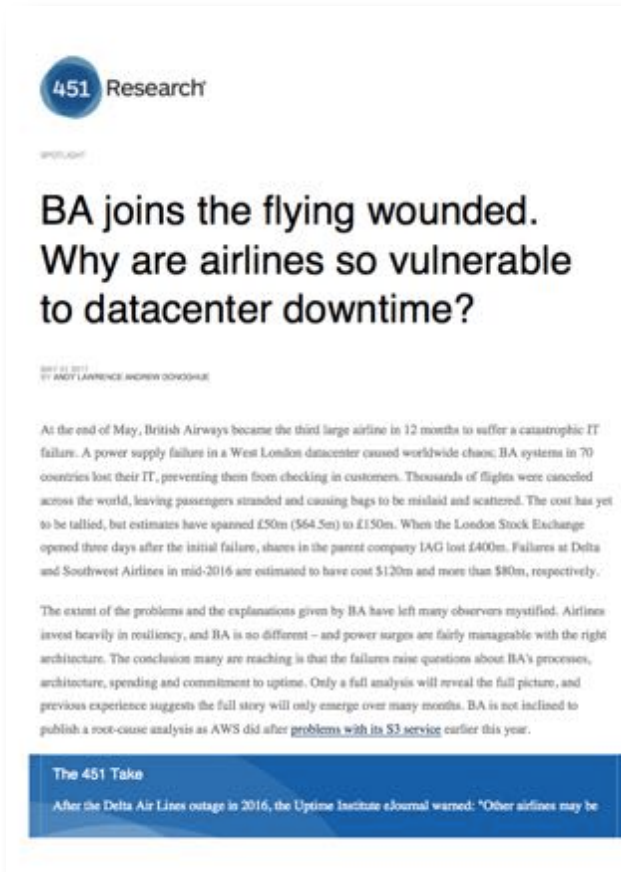 451 Research
SPOTLIGHT
BA joins the flying wounded.
Why are airlines so vulnerable
to datacenter downtime?
MAY 31 2017
BY ANDY LAWRENCE ANDREW DONOGHUE
At the end of May, British Airways became the third large airline in 12 months to suffer a catastrophic IT
failure. A power supply failure in a West London datacenter caused worldwide chaos; BA systems in 70
countries lost their IT, preventing them from checking in customers. Thousands of flights were canceled
across the world, leaving passengers stranded and causing bags to be mislaid and scattered. The cost has yet
to be tallied, but estimates have spanned £50m ($64.5m) to £150m. When the London Stock Exchange
opened three days after the initial failure, shares in the parent company IAG lost £400m. Failures at Delta
and Southwest Airlines in mid-2016 are estimated to have cost $120m and more than $80m, respectively.
The extent of the problems and the explanations given by BA have left many observers mystified. Airlines
invest heavily in resiliency, and BA is no different – and power surges are fairly manageable with the right
architecture. The conclusion many are reaching is that the failures raise questions about BA's processes,
architecture, spending and commitment to uptime. Only a full analysis will reveal the full picture, and
previous experience suggests the full story will only emerge over many months. BA is not inclined to
publish a root-cause analysis as AWS did after problems with its S3 service earlier this year.
The 451 Take
After the Delta Air Lines outage in 2016, the Uptime Institute eJournal warned: "Other airlines may be